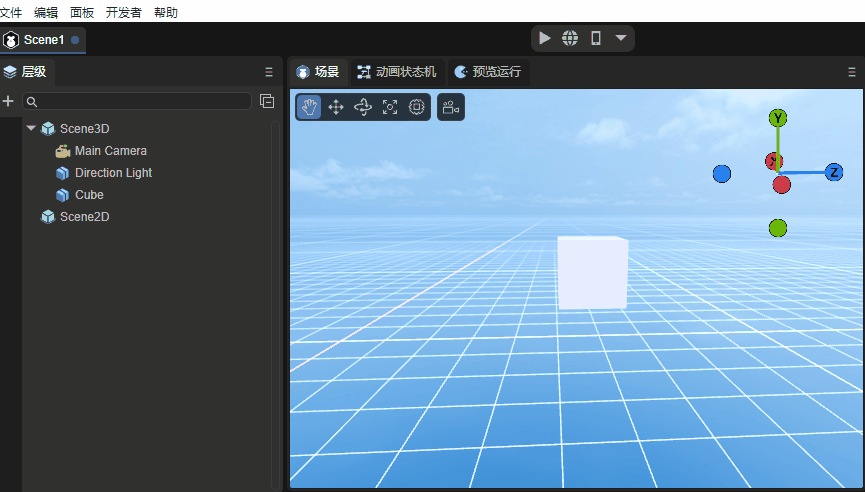 文件 编辑 面板 开发者 帮助
Scene1
层级
场景 动画状态机 预览运行
Scene3D
Main Camera
Direction Light
Cube
Scene2D
Y
X
Z